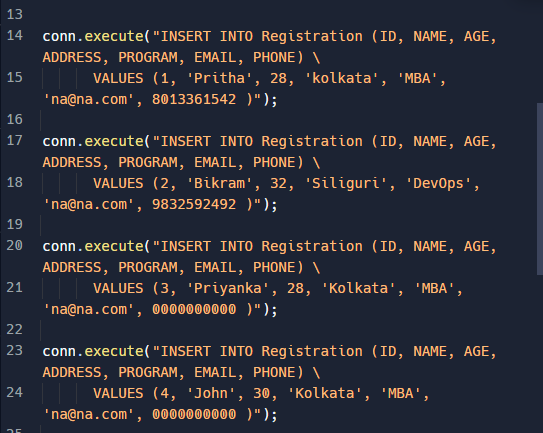 13
14 conn.execute("INSERT INTO Registration (ID, NAME, AGE,
ADDRESS, PROGRAM, EMAIL, PHONE) \
15 VALUES (1, 'Pritha', 28, 'kolkata', 'MBA',
'na@na.com', 8013361542 )");
16
17 conn.execute("INSERT INTO Registration (ID, NAME, AGE,
ADDRESS, PROGRAM, EMAIL, PHONE) \
18 VALUES (2, 'Bikram', 32, 'Siliguri', 'DevOps',
'na@na.com', 9832592492 )");
19
20 conn.execute("INSERT INTO Registration (ID, NAME, AGE,
ADDRESS, PROGRAM, EMAIL, PHONE) \
21 VALUES (3, 'Priyanka', 28, 'Kolkata', 'MBA',
'na@na.com', 0000000000 )");
22
23 conn.execute("INSERT INTO Registration (ID, NAME, AGE,
ADDRESS, PROGRAM, EMAIL, PHONE) \
24 VALUES (4, 'John', 30, 'Kolkata', 'MBA',
'na@na.com', 0000000000 )");